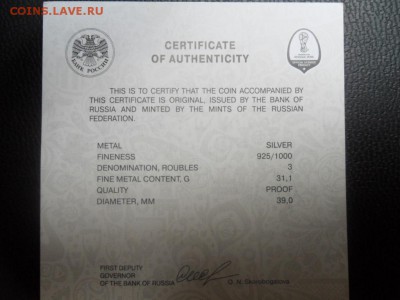 COINS.LAVE.RU
CERTIFICATE
OF AUTHENTICITY
THIS IS TO CERTIFY THAT THE COIN ACCOMPANIED BY
THIS CERTIFICATE IS ORIGINAL, ISSUED BY THE BANK OF
RUSSIA AND MINTED BY THE MINTS OF THE RUSSIAN
FEDERATION.
METAL SILVER
FINENESS 925/1000
DENOMINATION, ROUBLES 3
FINE METAL CONTENT, G 31,1
QUALITY PROOF
DIAMETER, MM 39,0
FIRST DEPUTY
GOVERNOR
OF THE BANK OF RUSSIA